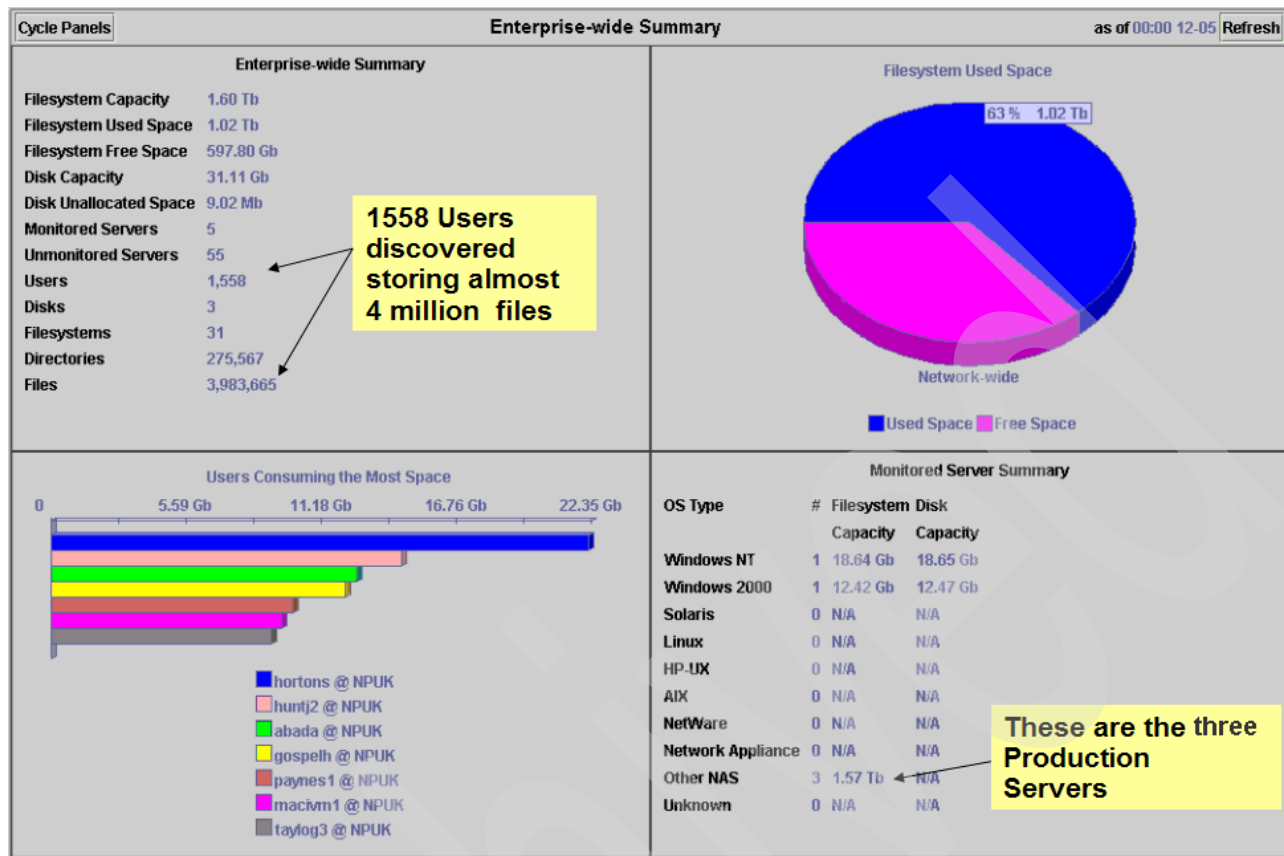 Cycle Panels
Enterprise-wide Summary
as of 00:00 12-05 Refresh
Enterprise-wide Summary
Filesystem Capacity 1.60 Tb
Filesystem Used Space 1.02 Tb
Filesystem Free Space 597.80 Gb
Disk Capacity 31.11 Gb
Disk Unallocated Space 9.02 Mb
Monitored Servers 5
Unmonitored Servers 55
Users 1,558
Disks 3
Filesystems 31
Directories 275,567
Files 3,983,665
1558 Users
discovered
storing almost
4 million files
Filesystem Used Space
63 % 1.02 Tb
Network-wide
Used Space Free Space
Users Consuming the Most Space
0 5.59 Gb 11.18 Gb 16.76 Gb 22.35 Gb
hortons @ NPUK
huntj2 @ NPUK
abada @ NPUK
gospelh @ NPUK
paynes1 @ NPUK
macivm1 @ NPUK
taylog3 @ NPUK
Monitored Server Summary
OS Type # Filesystem Disk
Capacity Capacity
Windows NT 1 18.64 Gb 18.65 Gb
Windows 2000 1 12.42 Gb 12.47 Gb
Solaris 0 N/A N/A
Linux 0 N/A N/A
HP-UX 0 N/A N/A
AIX 0 N/A N/A
NetWare 0 N/A N/A
Network Appliance 0 N/A N/A
Other NAS 3 1.57 Tb N/A
Unknown 0 N/A N/A
These are the three
Production
Servers